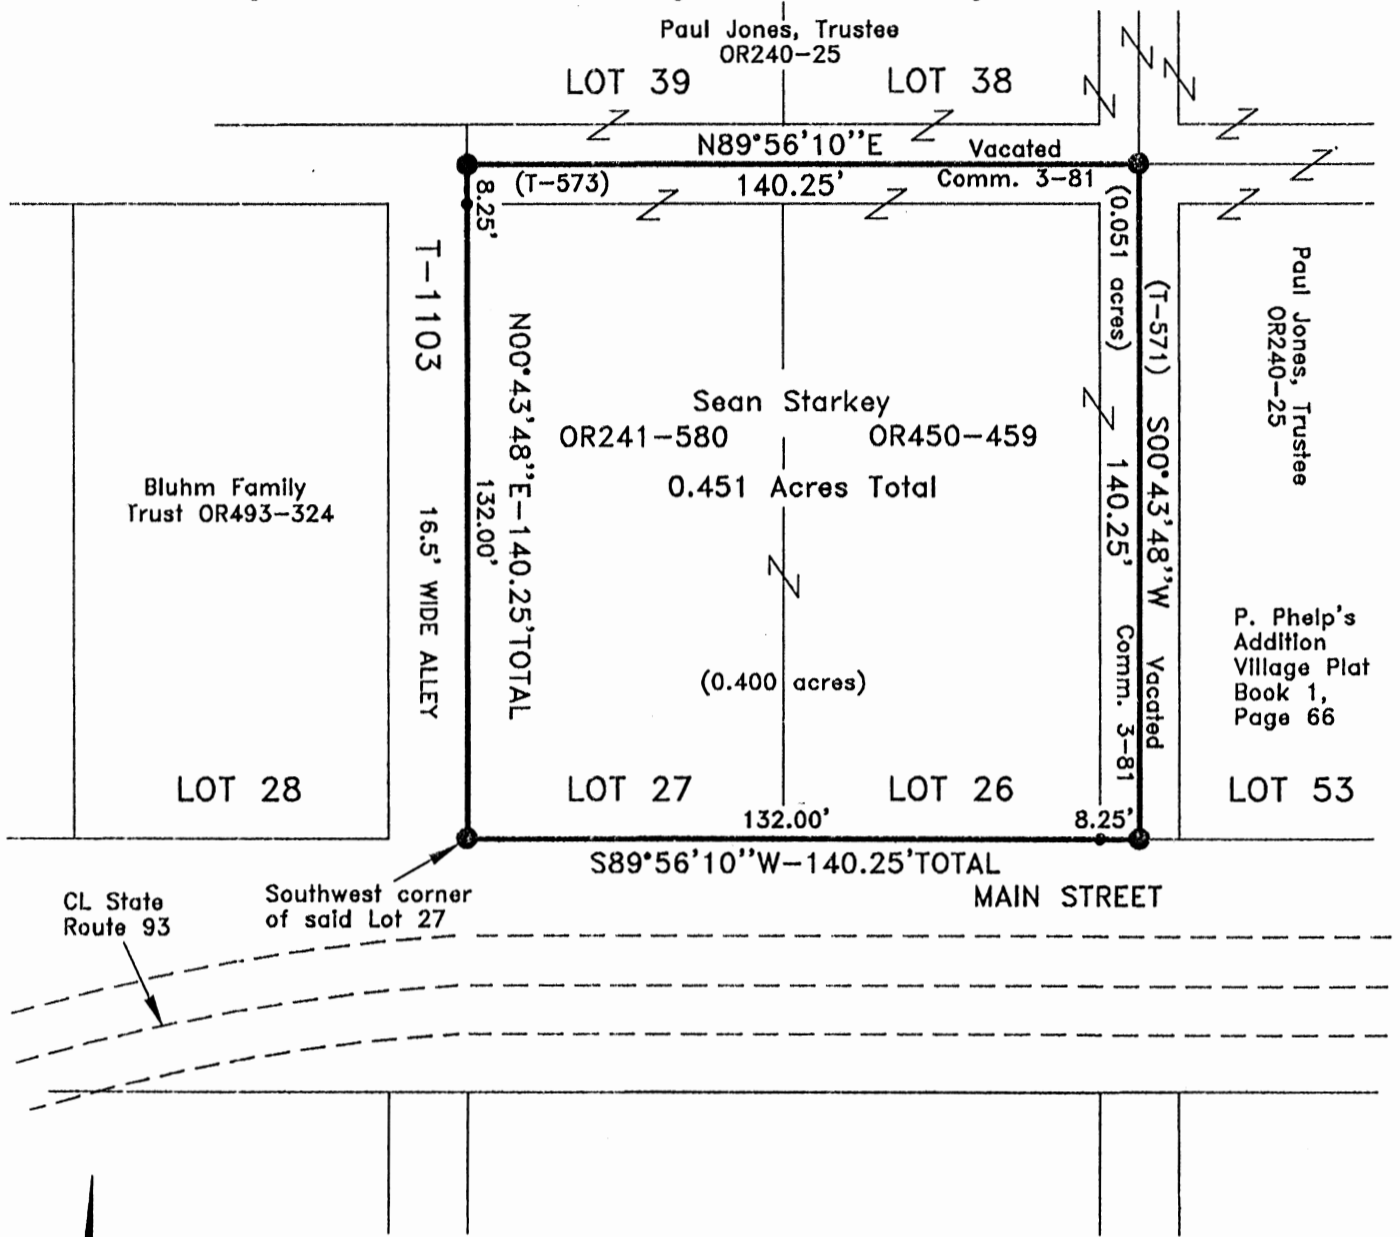 Paul Jones, Trustee
OR240-25
LOT 39
LOT 38
N89°56'10''E
Vacated
(T-573)
140.25'
Comm. 3-81
8.25'
(0.051 acres)
T-1103
(T-571)
S00°43'48''W
Vacated
Paul Jones, Trustee
OR240-25
N00°43'48''E-140.25'TOTAL
Sean Starkey
OR241-580
OR450-459
0.451 Acres Total
140.25'
Comm. 3-81
Bluhm Family
Trust OR493-324
132.00'
16.5' WIDE ALLEY
P. Phelp's
Addition
Village Plat
Book 1,
Page 66
(0.400 acres)
LOT 28
LOT 27
LOT 26
LOT 53
132.00'
8.25'
S89°56'10''W-140.25'TOTAL
MAIN STREET
CL State
Route 93
Southwest corner
of said Lot 27